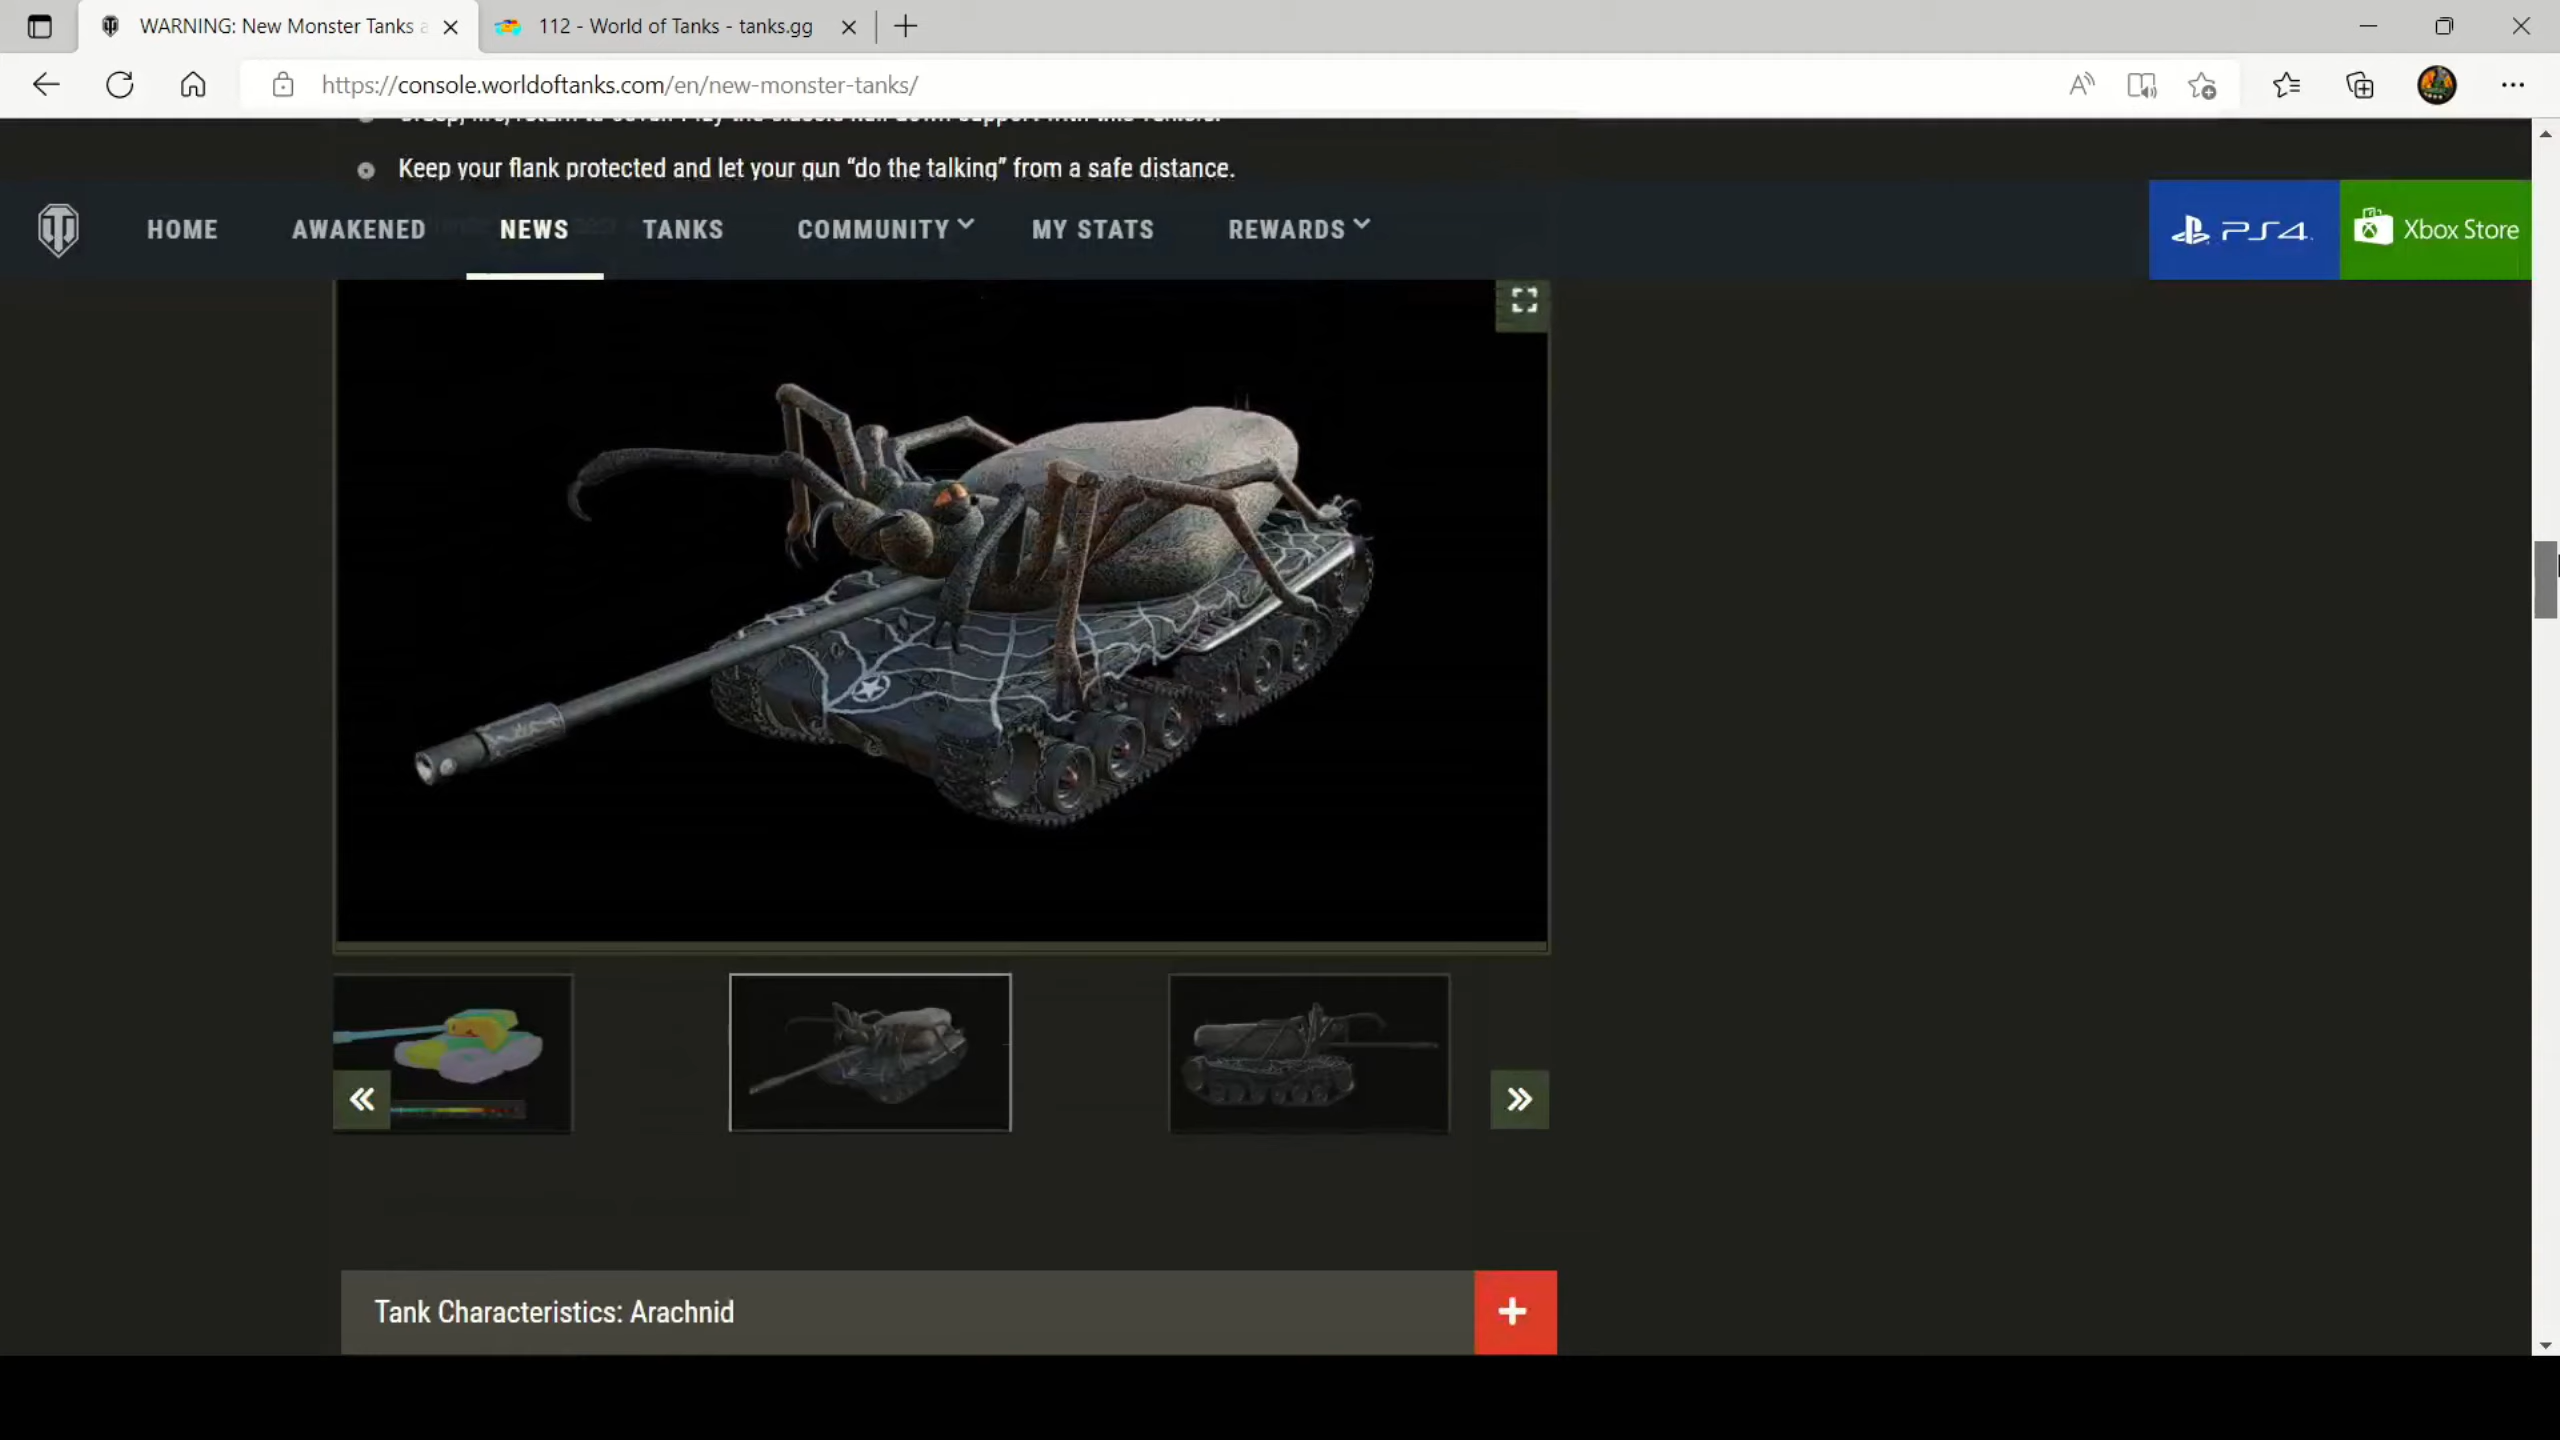 WARNING: New Monster Tanks a
112 - World of Tanks - tanks.gg
https://console.worldoftanks.com/en/new-monster-tanks/
Keep your flank protected and let your gun “do the talking” from a safe distance.
HOME
AWAKENED
NEWS
TANKS
COMMUNITY
MY STATS
REWARDS
PS4
Xbox Store
Tank Characteristics: Arachnid